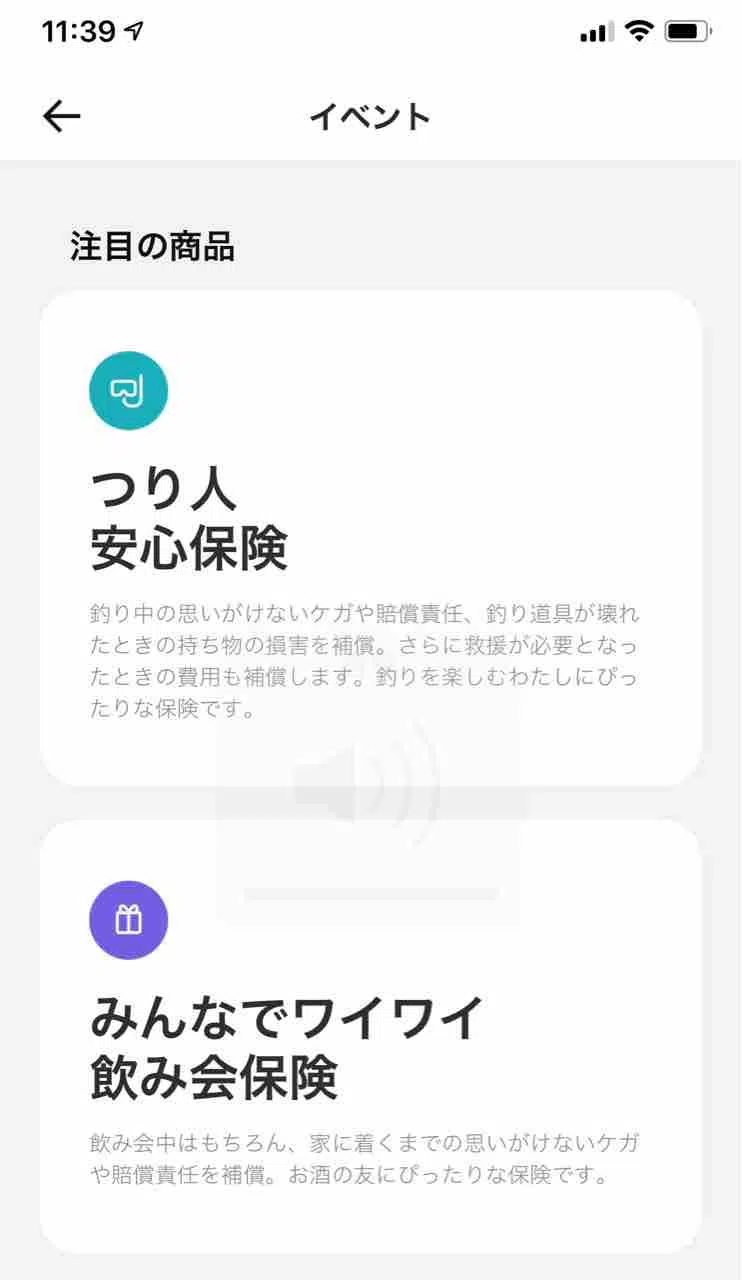 11:39
イベント
注目の商品
つり人
安心保険
釣り中の思いがけないケガや賠償責任、釣り道具が壊れ
たときの持ち物の損害を補償。さらに救援が必要となっ
たときの費用も補償します。釣りを楽しむわたしにぴっ
たりな保険です。
みんなでワイワイ
飲み会保険
飲み会中はもちろん、家に着くまでの思いがけないケガ
や賠償責任を補償。お酒の友にぴったりな保険です。